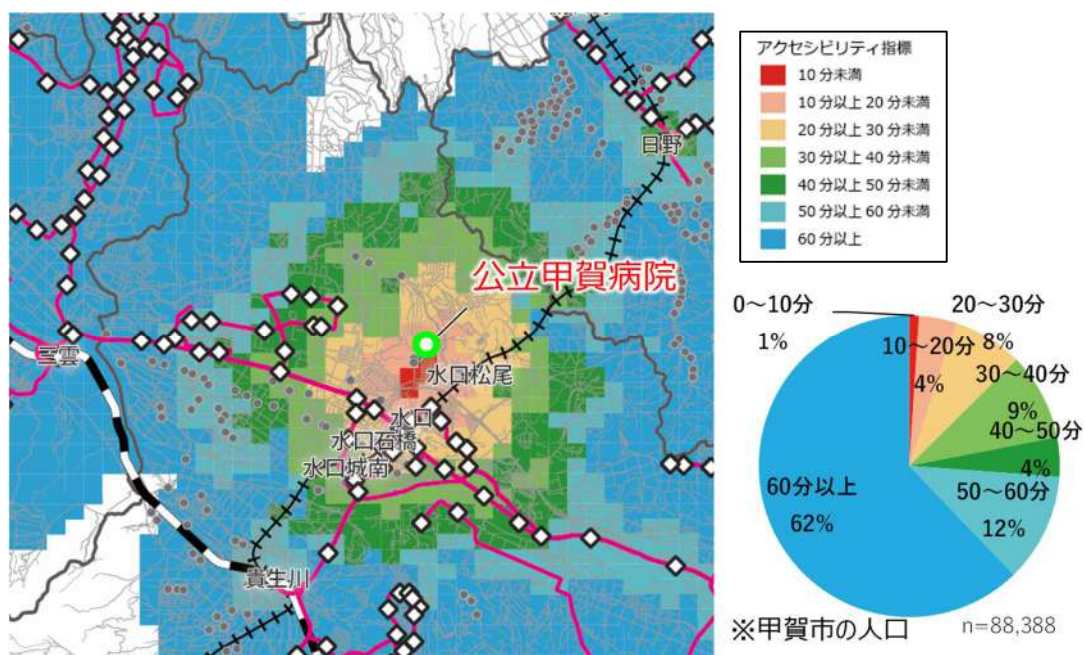 アクセシビリティ指標
10分未満
10分以上20分未満
20分以上30分未満
30分以上40分未満
40分以上50分未満
50分以上60分未満
60分以上
日野
公立甲賀病院
三雲
水口松尾
水口
水口石橋
水口城南
貴生川
0～10分
1%
10～20分
4%
20～30分
8%
30～40分
9%
40～50分
4%
50～60分
12%
60分以上
62%
※甲賀市の人口
n=88,388